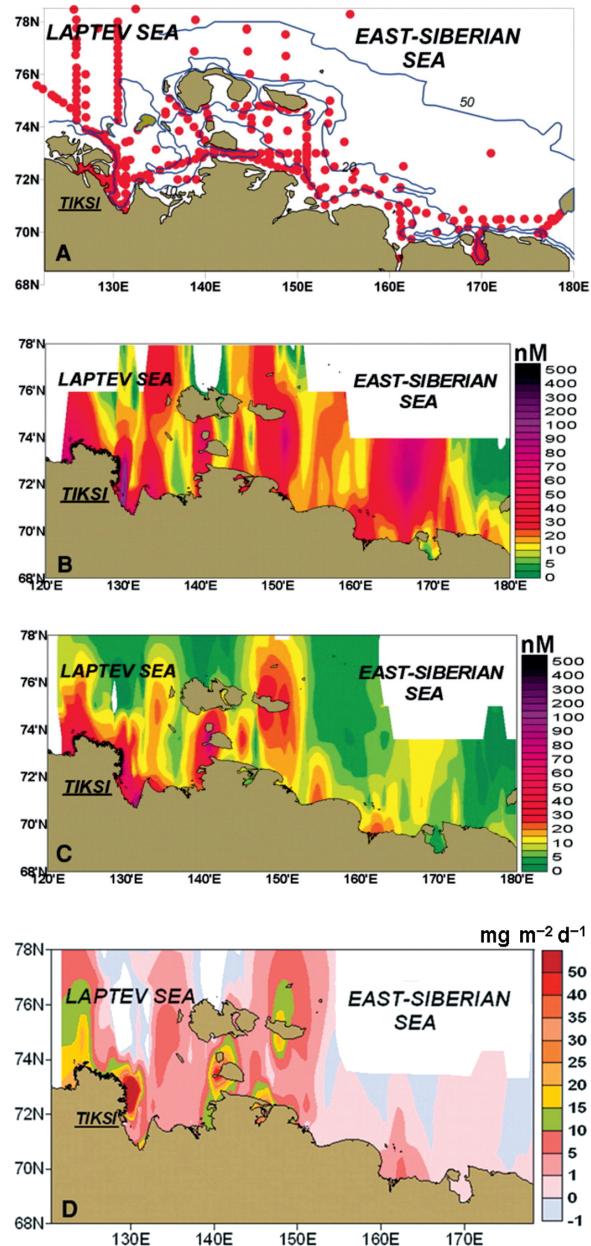 78N
LAPTEV SEA
EAST-SIBERIAN
SEA
76N
50
74N
20
72N
10
TIKSI
70N
A
68N
130E
140E
150E
160E
170E
180E
78'N
nM
LAPTEV SEA
EAST-SIBERIAN
SEA
76'N
74'N
72'N
TIKSI
70'N
B
68'N
120'E
130'E
140'E
150'E
160'E
170'E
180'E
500
400
300
200
100
90
80
70
60
50
40
30
20
10
5
0
78'N
nM
LAPTEV SEA
EAST-SIBERIAN
SEA
76'N
74'N
72'N
TIKSI
70'N
C
68'N
120'E
130'E
140'E
150'E
160'E
170'E
180'E
500
400
300
200
100
90
80
70
60
50
40
30
20
10
5
0
mg m−2 d−1
78N
LAPTEV SEA
EAST-SIBERIAN
SEA
76N
74N
72N
TIKSI
70N
D
68N
130E
140E
150E
160E
170E
50
40
35
30
25
20
15
10
5
1
0
-1